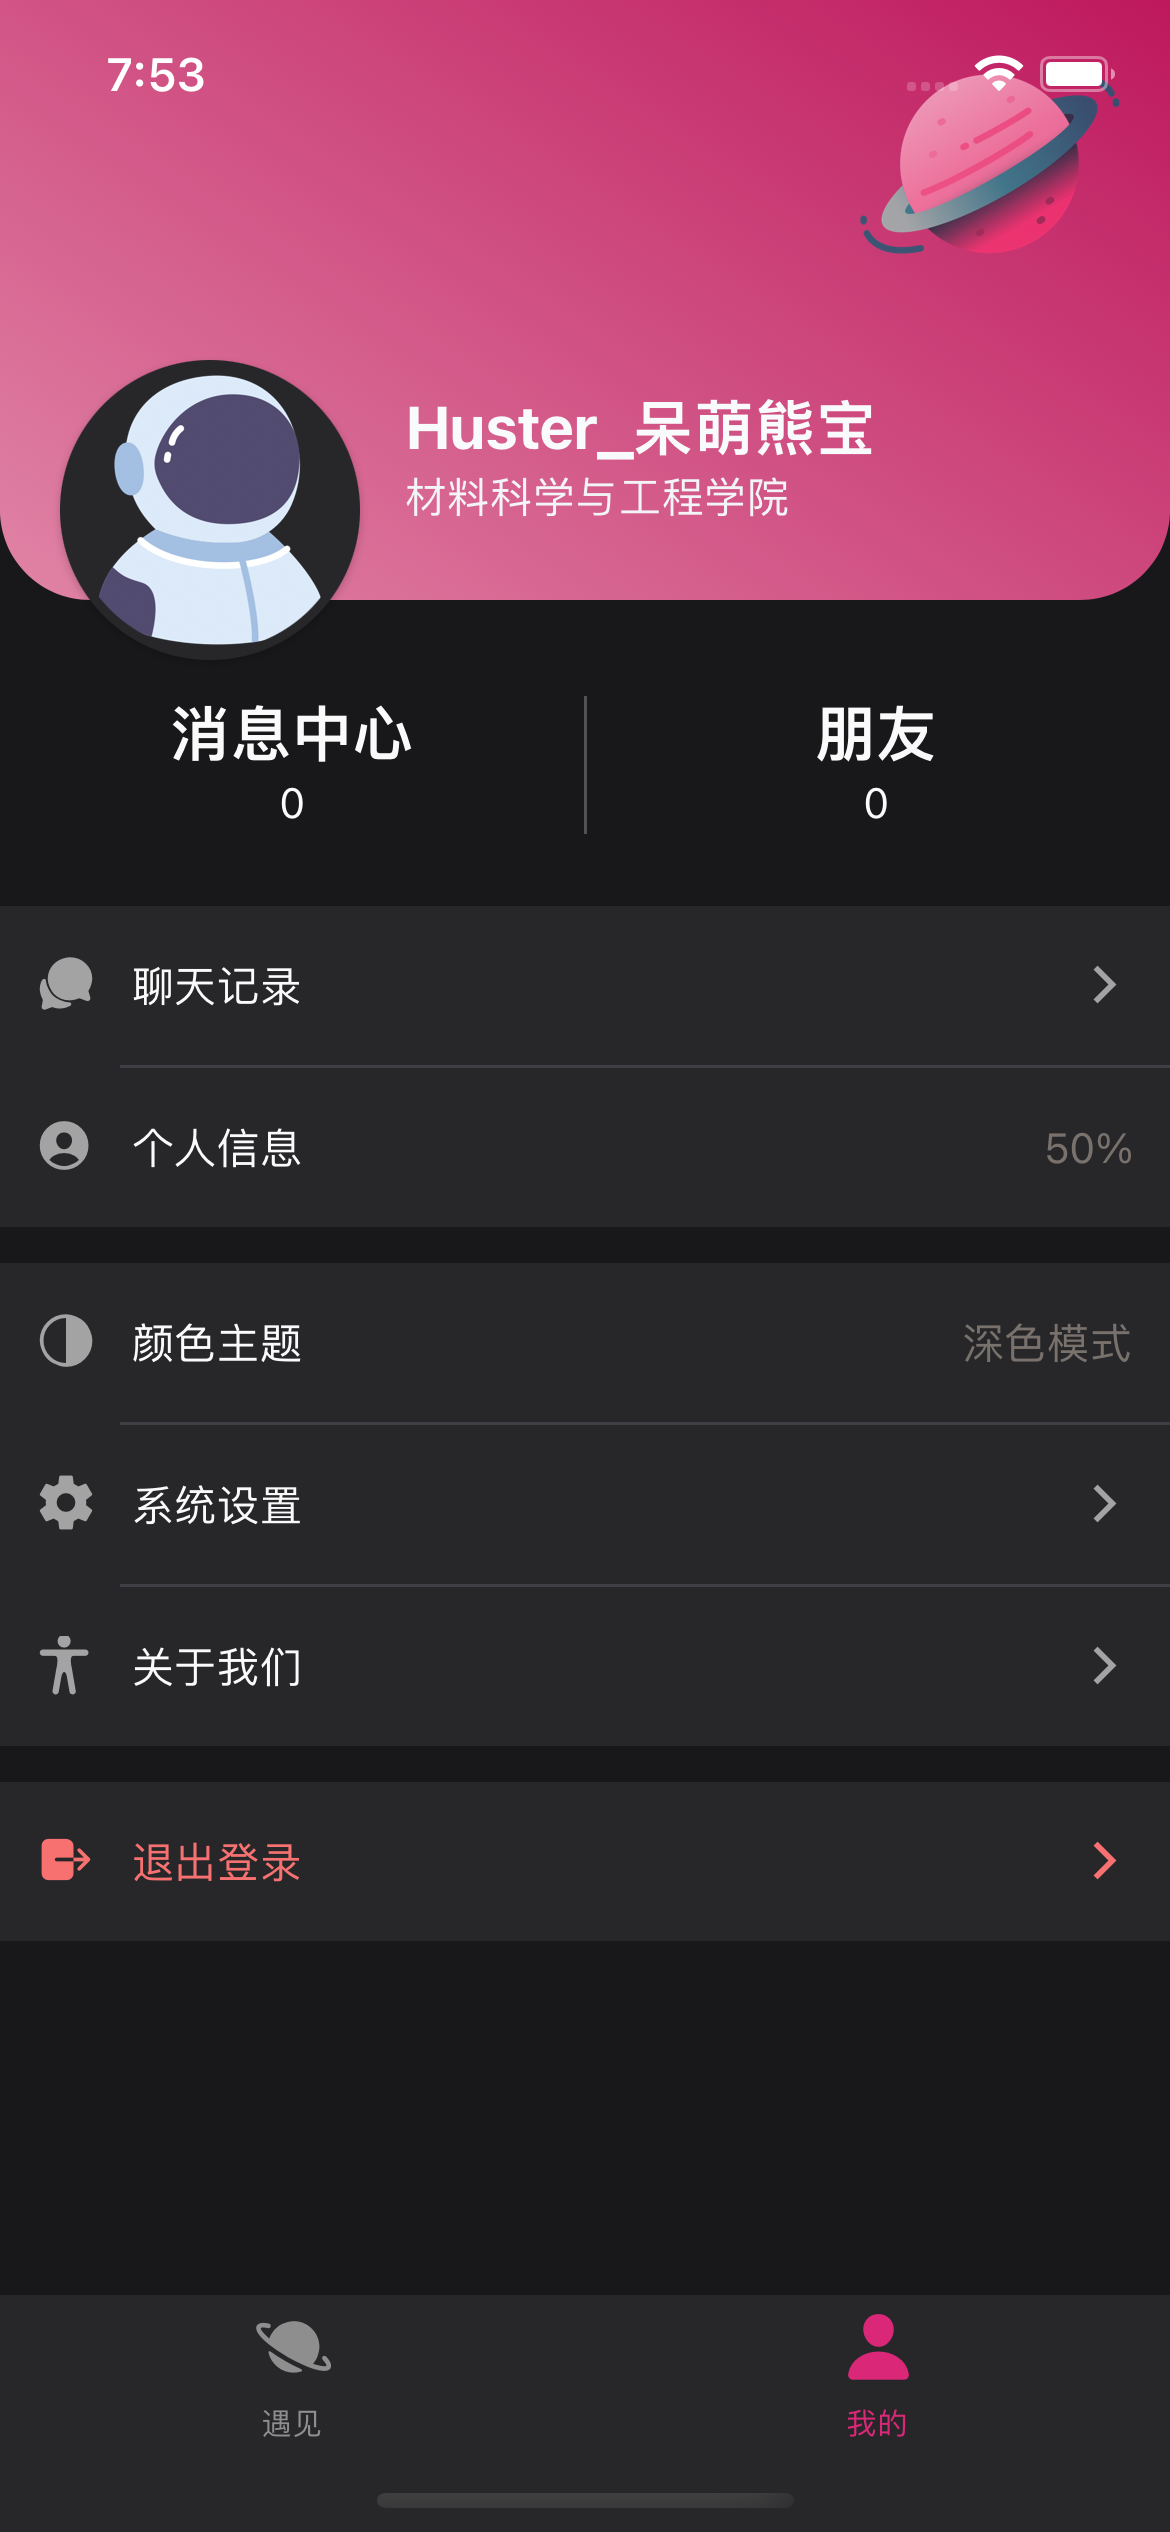 7:53
Huster_呆萌熊宝
材料科学与工程学院
消息中心
朋友
0
0
聊天记录
个人信息
50%
颜色主题
深色模式
系统设置
关于我们
退出登录
遇见
我的